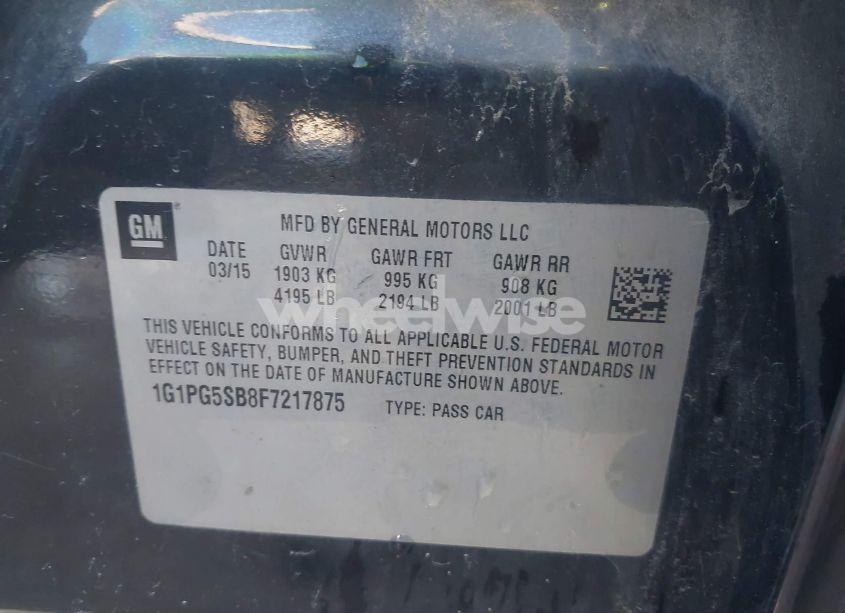 GM
MFD BY GENERAL MOTORS LLC
DATE GVWR GAWR FRT GAWR RR
03/15 1903 KG 995 KG 908 KG
4195 LB 2194 LB 2001 LB
wheelwise
THIS VEHICLE CONFORMS TO ALL APPLICABLE U.S. FEDERAL MOTOR
VEHICLE SAFETY, BUMPER, AND THEFT PREVENTION STANDARDS IN
EFFECT ON THE DATE OF MANUFACTURE SHOWN ABOVE.
1G1PG5SB8F7217875 TYPE: PASS CAR